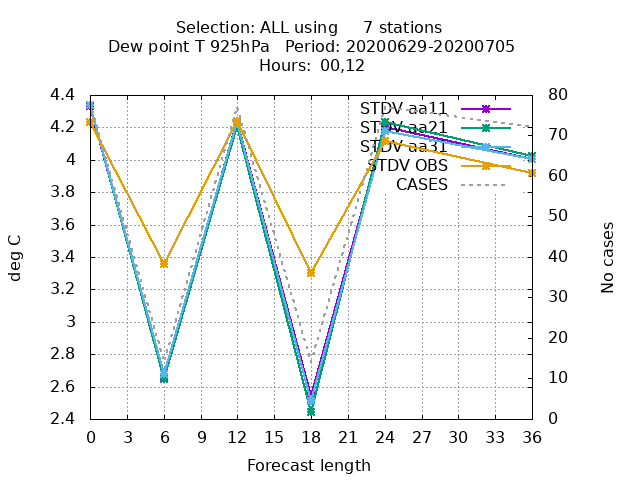 Selection: ALL using     7 stations
Dew point T 925hPa   Period: 20200629-20200705
Hours:  00,12
4.4
4.2
4
3.8
3.6
3.4
3.2
3
2.8
2.6
2.4
deg C
STDV aa11
STDV aa21
STDV aa31
STDV OBS
CASES
80
70
60
50
40
30
20
10
0
No cases
0 3 6 9 12 15 18 21 24 27 30 33 36
Forecast length